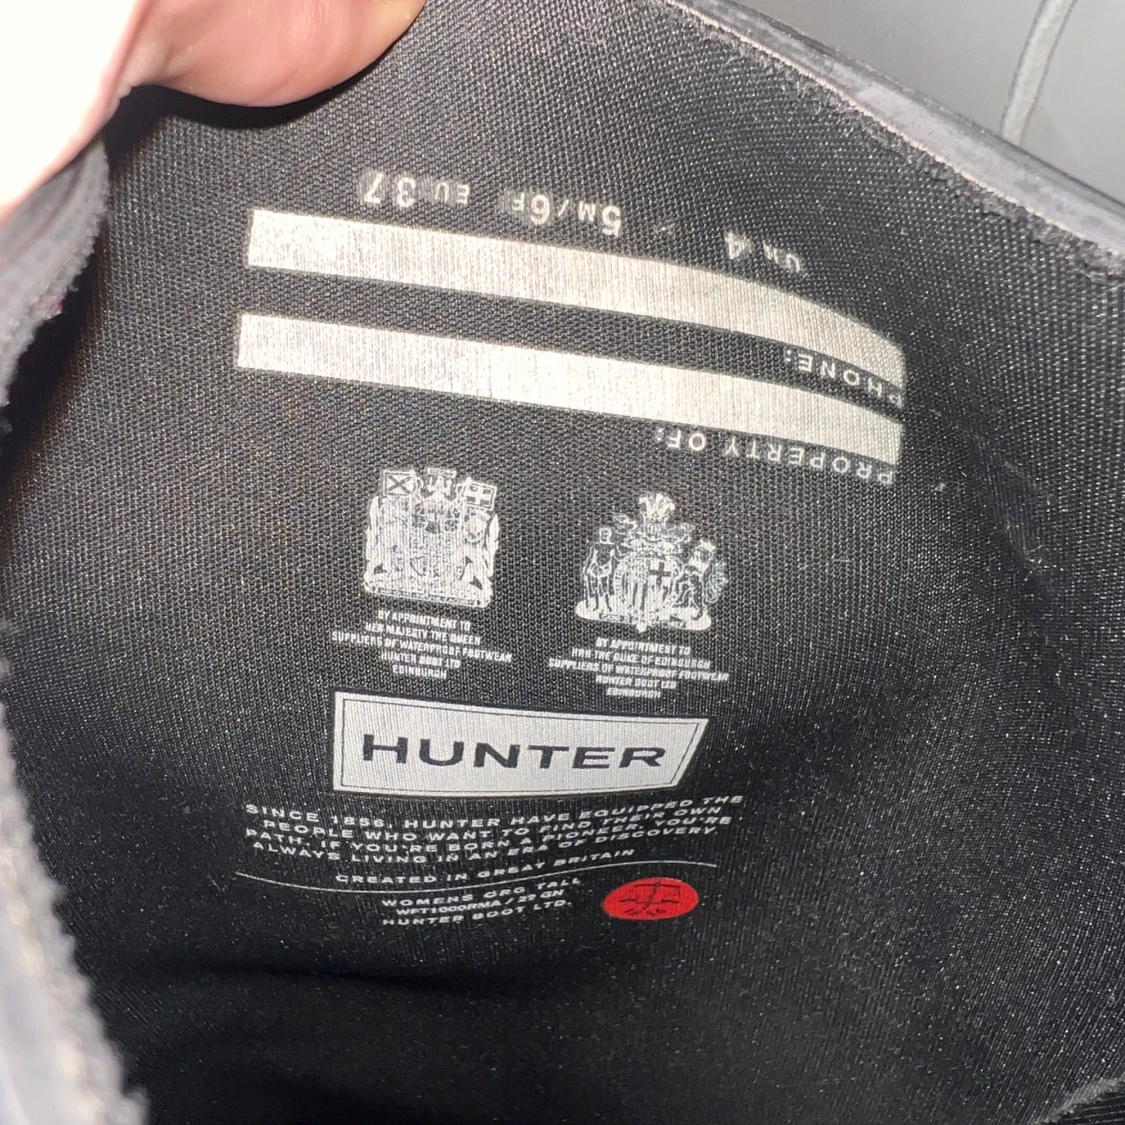 UK 4 5M/6F EU 37
PHONE:
PROPERTY OF:
BY APPOINTMENT TO
HER MAJESTY THE QUEEN
SUPPLIERS OF WATERPROOF FOOTWEAR
HUNTER BOOT LTD
EDINBURGH
BY APPOINTMENT TO
HRH THE DUKE OF EDINBURGH
SUPPLIERS OF WATERPROOF FOOTWEAR
HUNTER BOOT LTD
EDINBURGH
HUNTER
SINCE 1856, HUNTER HAVE EQUIPPED THE
PEOPLE WHO WANT TO FIND THEIR OWN
PATH. IF YOU'RE BORN A PIONEER, YOU'RE
ALWAYS LIVING IN AN ERA OF DISCOVERY.
CREATED IN GREAT BRITAIN
WOMENS ORG TALL
WFT1000RMA / 22 GN
HUNTER BOOT LTD.